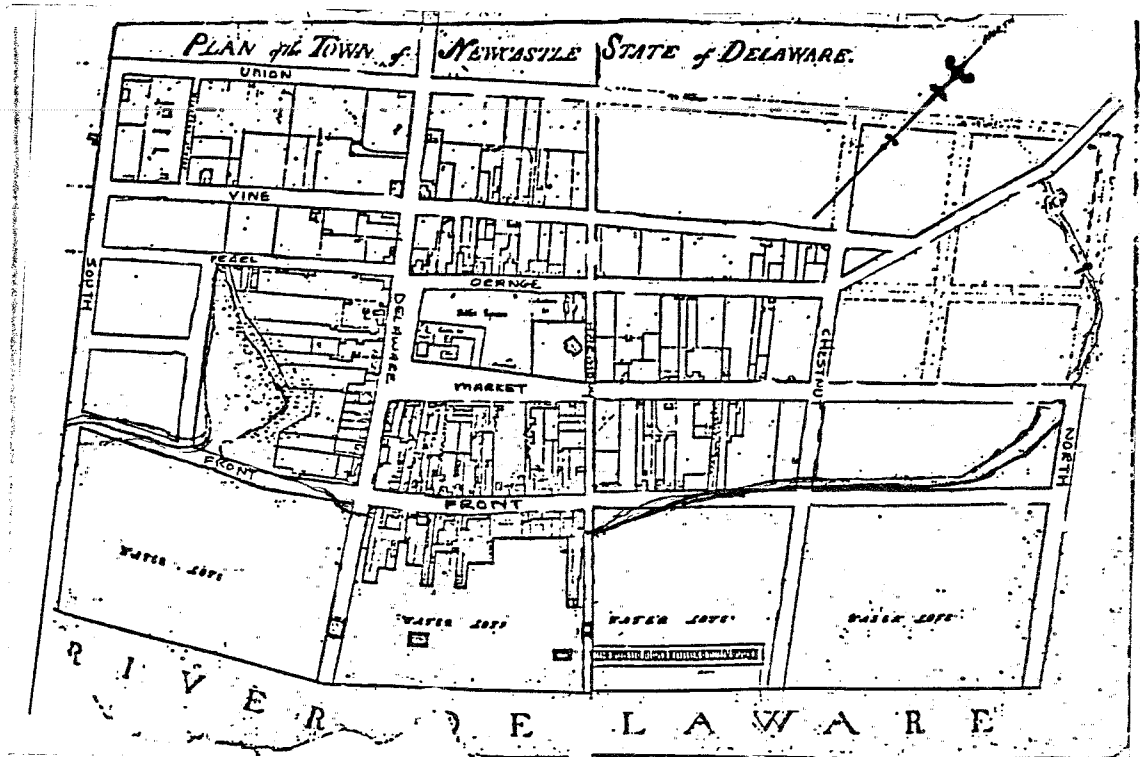 PLAN of the TOWN of NEWCASTLE STATE of DELAWARE.
UNION
VINE
SOUTH
PEARL
DELAWARE
ORANGE
MARKET
CHESTNUT
NORTH
FRONT
FRONT
WATER LOTS
WATER LOTS
WATER LOTS
WATER LOTS
RIVER DELAWARE